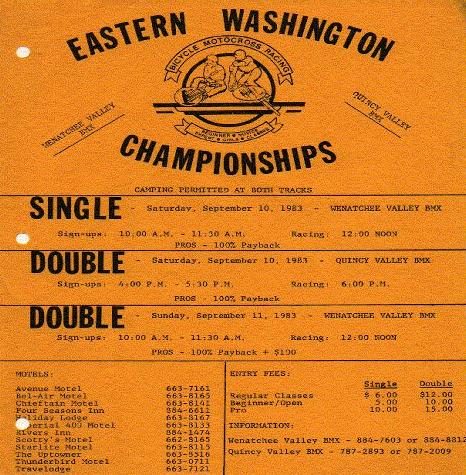 EASTERN WASHINGTON
BICYCLE MOTOCROSS RACING
BEGINNER • NOVICE
EXPERT • GIRLS • CLASSICS
WENATCHEE VALLEY
BMX
QUINCY VALLEY
BMX
CHAMPIONSHIPS
CAMPING PERMITTED AT BOTH TRACKS
SINGLE - Saturday, September 10, 1983 - WENATCHEE VALLEY BMX
Sign-ups: 10:00 A.M. - 11:30 A.M. Racing: 12:00 NOON
PROS - 100% Payback
DOUBLE - Saturday, September 10, 1983 - QUINCY VALLEY BMX
Sign-ups: 4:00 P.M. - 5:30 P.M. Racing: 6:00 P.M.
PROS - 100% Payback
DOUBLE - Sunday, September 11, 1983 - WENATCHEE VALLEY BMX
Sign-ups: 10:00 A.M. - 11:30 A.M. Racing: 12:00 NOON
PROS - 100% Payback + $100
MOTELS:
Avenue Motel 663-7161
Bel-Air Motel 663-8165
Chieftain Motel 663-8141
Four Seasons Inn 884-6611
Holiday Lodge 663-8167
Imperial 400 Motel 663-8133
Rivers Inn 884-1474
Scotty's Motel 662-8165
Starlite Motel 663-8115
The Uptowner 663-5516
Thunderbird Motel 663-0711
Travelodge 663-7121
ENTRY FEES:
Single Double
Regular Classes $ 6.00 $12.00
Beginner/Open 5.00 10.00
Pro 10.00 15.00
INFORMATION:
Wenatchee Valley BMX - 884-7603 or 884-8812
Quincy Valley BMX - 787-2893 or 787-2009